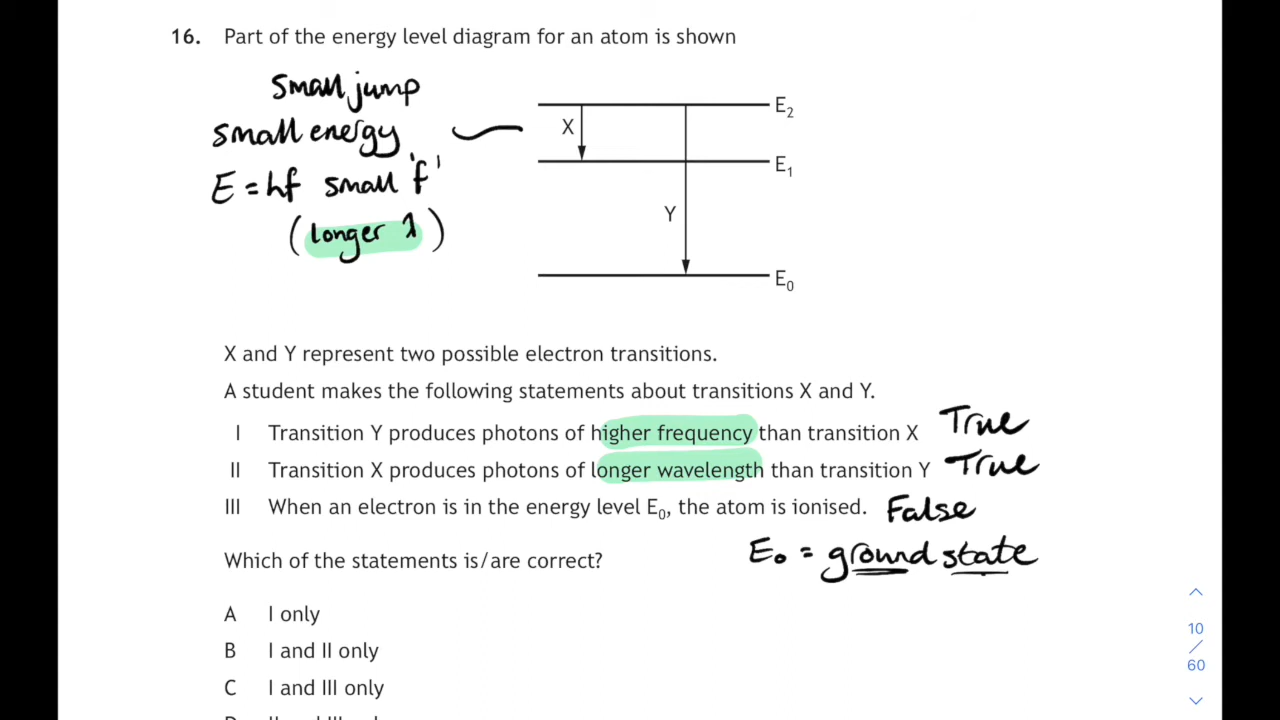 16. Part of the energy level diagram for an atom is shown
small jump
small energy
E = hf small 'f'
(longer λ)
E₂
X
E₁
Y
E₀
X and Y represent two possible electron transitions.
A student makes the following statements about transitions X and Y.
I Transition Y produces photons of higher frequency than transition X True
II Transition X produces photons of longer wavelength than transition Y True
III When an electron is in the energy level E₀, the atom is ionised. False
E₀ = ground state
Which of the statements is/are correct?
A I only
B I and II only
C I and III only
10
/
60